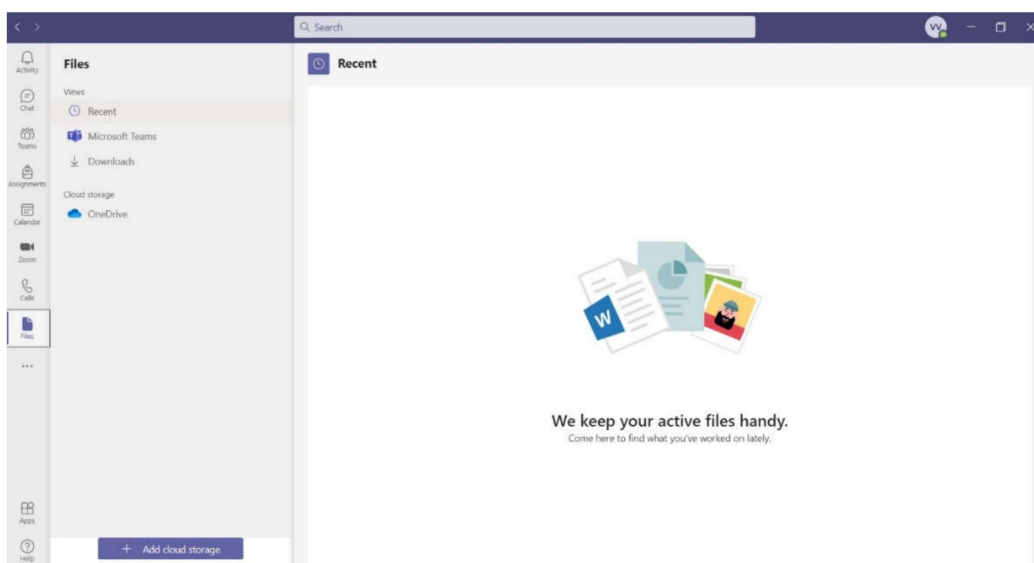 Search
VV
Activity
Chat
Teams
Assignments
Calendar
Zoom
Calls
Files
Apps
Help
Files
Views
Recent
Microsoft Teams
Downloads
Cloud storage
OneDrive
+ Add cloud storage
Recent
W
We keep your active files handy.
Come here to find what you've worked on lately.